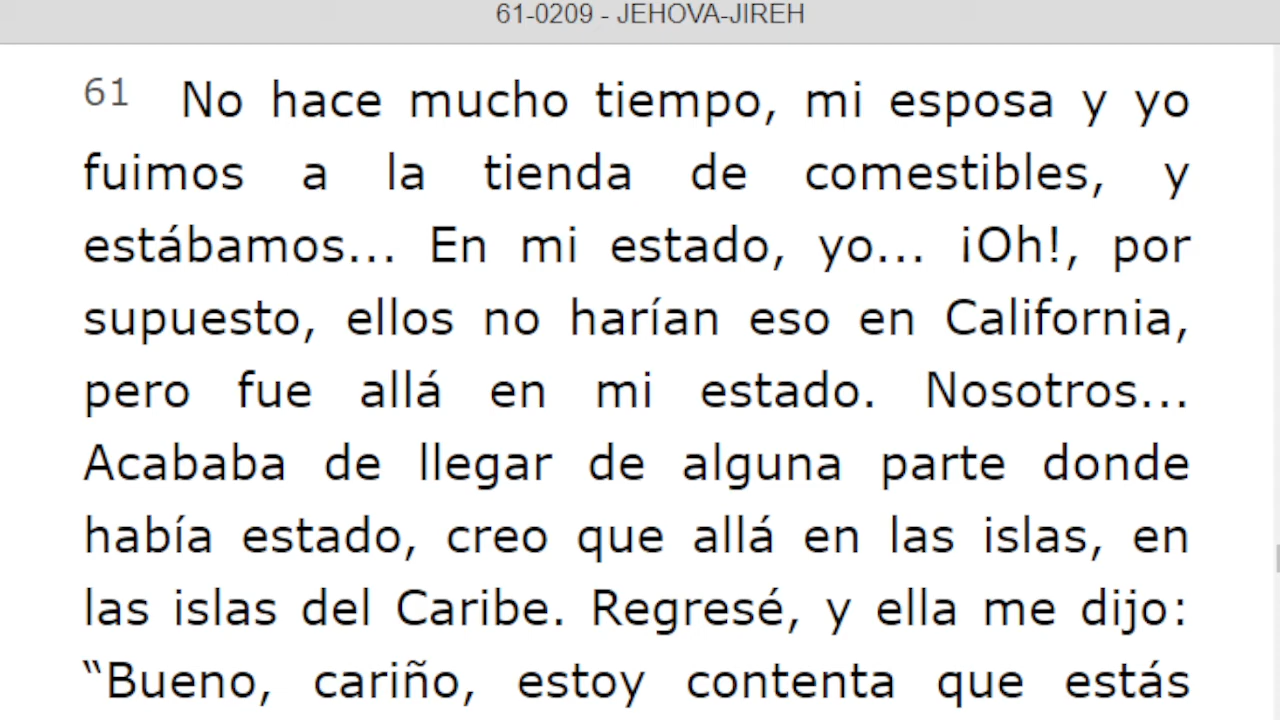 61-0209 - JEHOVA-JIREH
61 No hace mucho tiempo, mi esposa y yo
fuimos a la tienda de comestibles, y
estábamos... En mi estado, yo... ¡Oh!, por
supuesto, ellos no harían eso en California,
pero fue allá en mi estado. Nosotros...
Acababa de llegar de alguna parte donde
había estado, creo que allá en las islas, en
las islas del Caribe. Regresé, y ella me dijo:
“Bueno, cariño, estoy contenta que estás